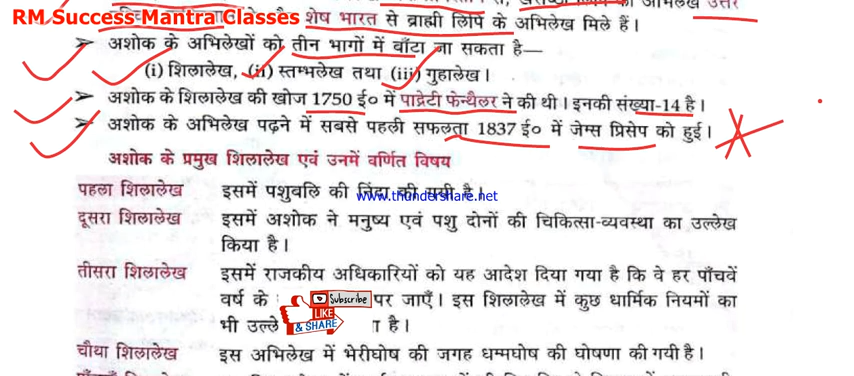 RM Success Mantra Classes
शेष भारत से ब्राह्मी लिपि के अभिलेख मिले हैं।
➢ अशोक के अभिलेखों को तीन भागों में बाँटा जा सकता है—
(i) शिलालेख, (ii) स्तम्भलेख तथा (iii) गुहालेख।
➢ अशोक के शिलालेख की खोज 1750 ई० में पाद्रेटी फेन्थैलर ने की थी। इनकी संख्या-14 है।
➢ अशोक के अभिलेख पढ़ने में सबसे पहली सफलता 1837 ई० में जेम्स प्रिसेप को हुई।
अशोक के प्रमुख शिलालेख एवं उनमें वर्णित विषय
पहला शिलालेख इसमें पशुबलि की निंदा की गयी है।
www.thundershare.net
दूसरा शिलालेख इसमें अशोक ने मनुष्य एवं पशु दोनों की चिकित्सा-व्यवस्था का उल्लेख
किया है।
तीसरा शिलालेख इसमें राजकीय अधिकारियों को यह आदेश दिया गया है कि वे हर पाँचवें
वर्ष के पर जाएँ। इस शिलालेख में कुछ धार्मिक नियमों का
Subscribe
LIKE
& SHARE
भी उल्ले है।
चौथा शिलालेख इस अभिलेख में भेरीघोष की जगह धम्मघोष की घोषणा की गयी है।